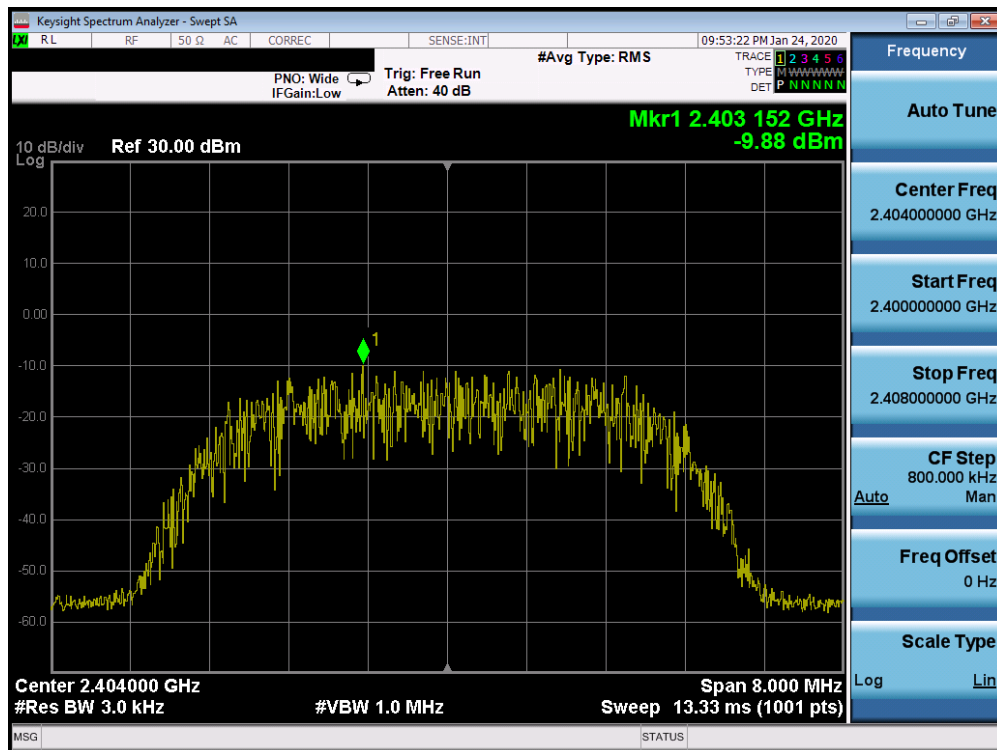 Keysight Spectrum Analyzer - Swept SA
LXI RL RF 50 Ω AC CORREC SENSE:INT 09:53:22 PM Jan 24, 2020
PNO: Wide
IFGain:Low
Trig: Free Run
Atten: 40 dB
#Avg Type: RMS
TRACE 1 2 3 4 5 6
TYPE M W W W W W W
DET P N N N N N
Mkr1 2.403 152 GHz
-9.88 dBm
10 dB/div Ref 30.00 dBm
Log
20.0
10.0
0.00
-10.0
-20.0
-30.0
-40.0
-50.0
-60.0
1
Center 2.404000 GHz Span 8.000 MHz
#Res BW 3.0 kHz #VBW 1.0 MHz Sweep 13.33 ms (1001 pts)
MSG STATUS
Frequency
Auto Tune
Center Freq
2.404000000 GHz
Start Freq
2.400000000 GHz
Stop Freq
2.408000000 GHz
CF Step
800.000 kHz
Auto Man
Freq Offset
0 Hz
Scale Type
Log Lin